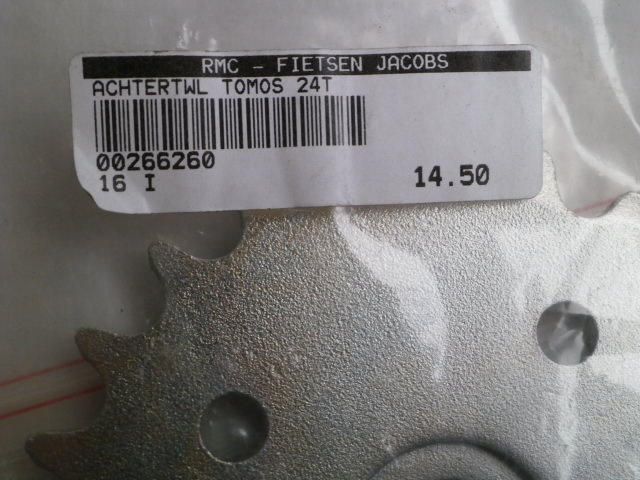 RMC - FIETSEN JACOBS
ACHTERTWL TOMOS 24T
00266260
16 I 14.50